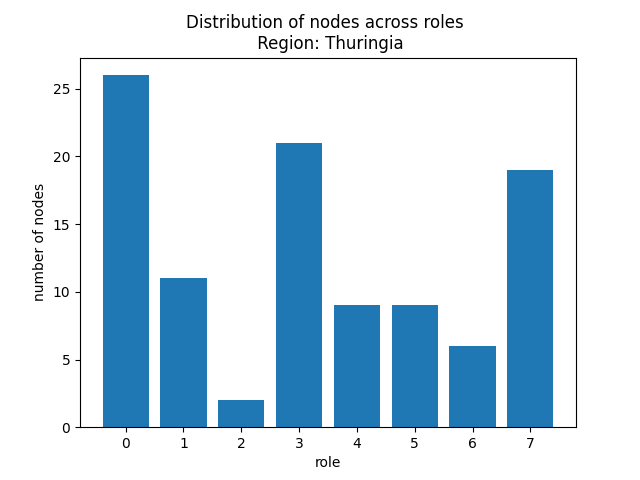 Distribution of nodes across roles
Region: Thuringia
number of nodes
25
20
15
10
5
0
0 1 2 3 4 5 6 7
role